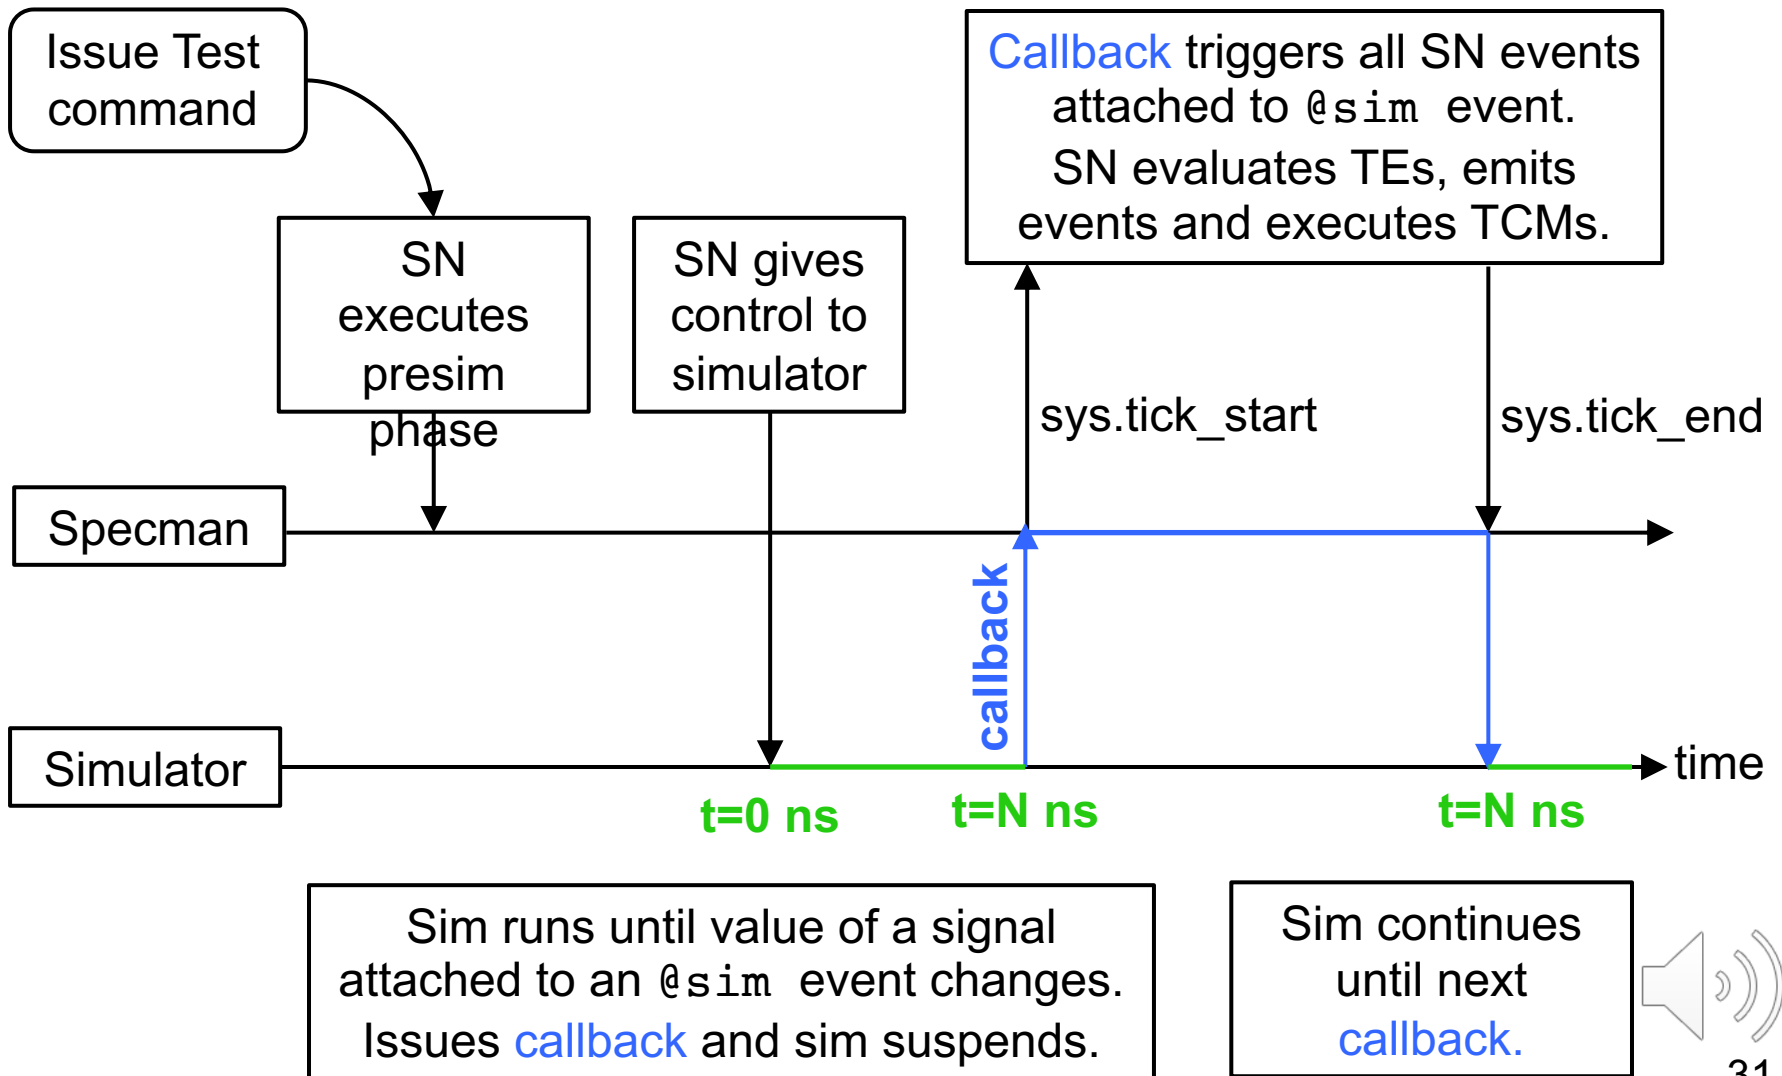 Issue Test
command
Callback triggers all SN events
attached to @sim event.
SN evaluates TEs, emits
events and executes TCMs.
SN
executes
presim
phase
SN gives
control to
simulator
sys.tick_start
sys.tick_end
Specman
callback
Simulator
time
t=0 ns
t=N ns
t=N ns
Sim runs until value of a signal
attached to an @sim event changes.
Issues callback and sim suspends.
Sim continues
until next
callback.
31